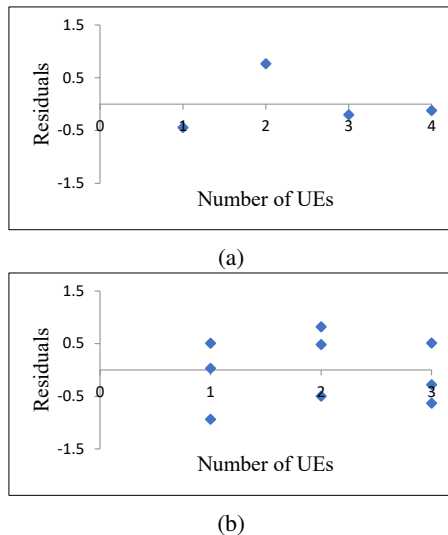 1.5
0.5
-0.5
-1.5
0 1 2 3 4
Residuals
Number of UEs
(a)
1.5
0.5
-0.5
-1.5
0 1 2 3
Residuals
Number of UEs
(b)